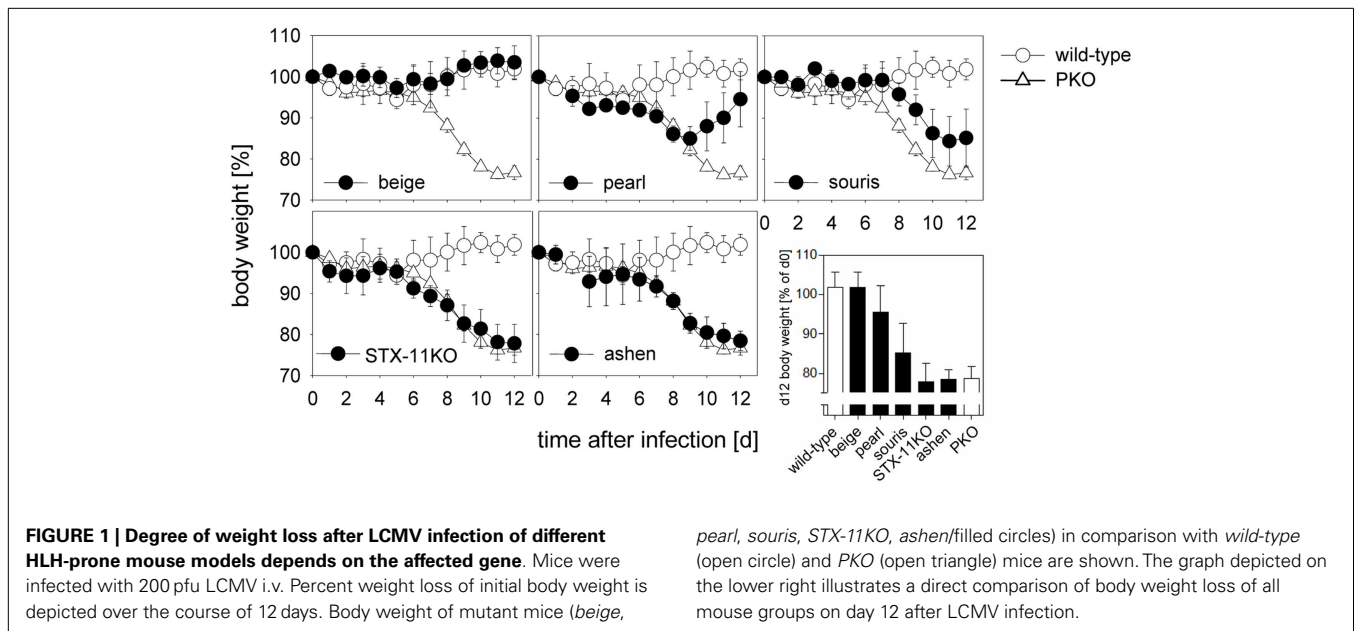 110
100
90
80
70
body weight [%]
beige
pearl
souris
wild-type
PKO
100
90
80
70
STX-11KO
ashen
0 2 4 6 8 10 12
0 2 4 6 8 10 12
0 2 4 6 8 10 12
time after infection [d]
d12 body weight [% of d0]
110
100
90
80
wild-type
beige
pearl
souris
STX-11KO
ashen
PKO
FIGURE 1 | Degree of weight loss after LCMV infection of different
HLH-prone mouse models depends on the affected gene. Mice were
infected with 200 pfu LCMV i.v. Percent weight loss of initial body weight is
depicted over the course of 12 days. Body weight of mutant mice (beige,
pearl, souris, STX-11KO, ashen/filled circles) in comparison with wild-type
(open circle) and PKO (open triangle) mice are shown. The graph depicted on
the lower right illustrates a direct comparison of body weight loss of all
mouse groups on day 12 after LCMV infection.